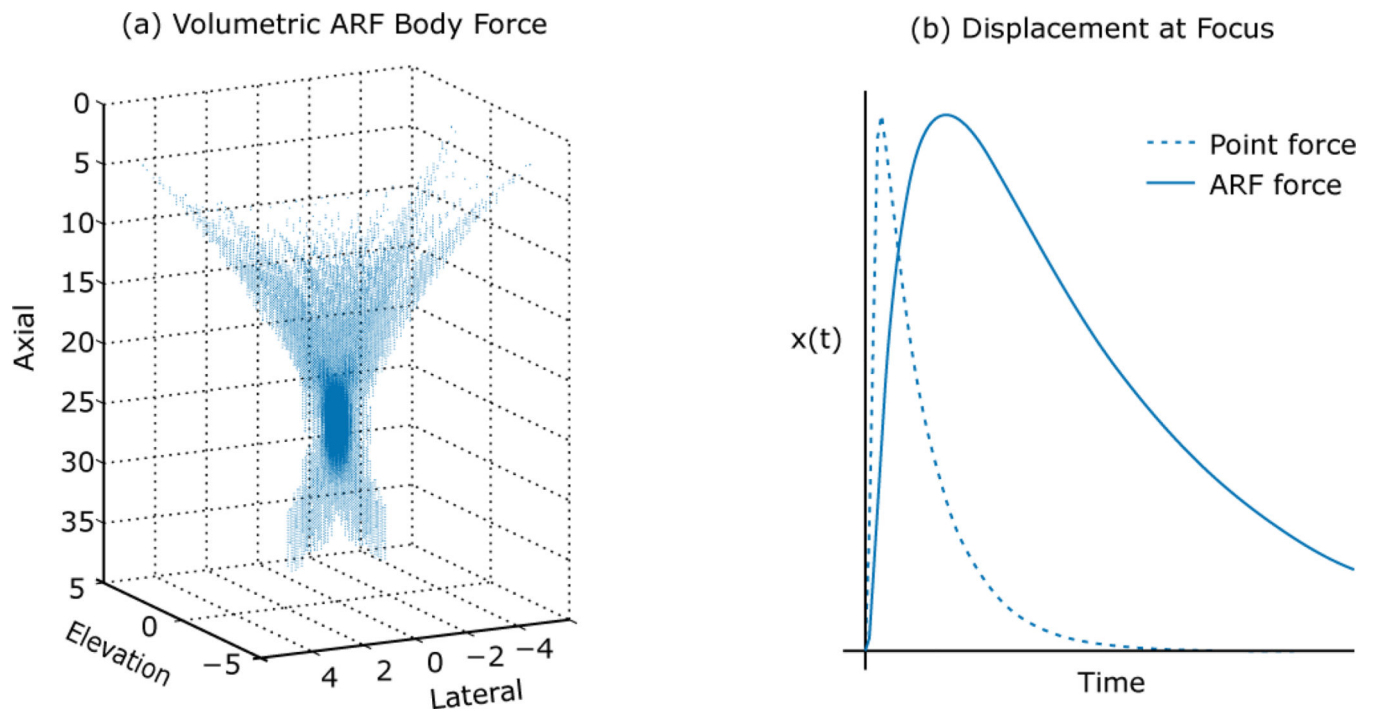 (a) Volumetric ARF Body Force
0
5
10
15
20
25
30
35
Axial
5
0
−5
Elevation
4
2
0
−2
−4
Lateral
(b) Displacement at Focus
Point force
ARF force
x(t)
Time